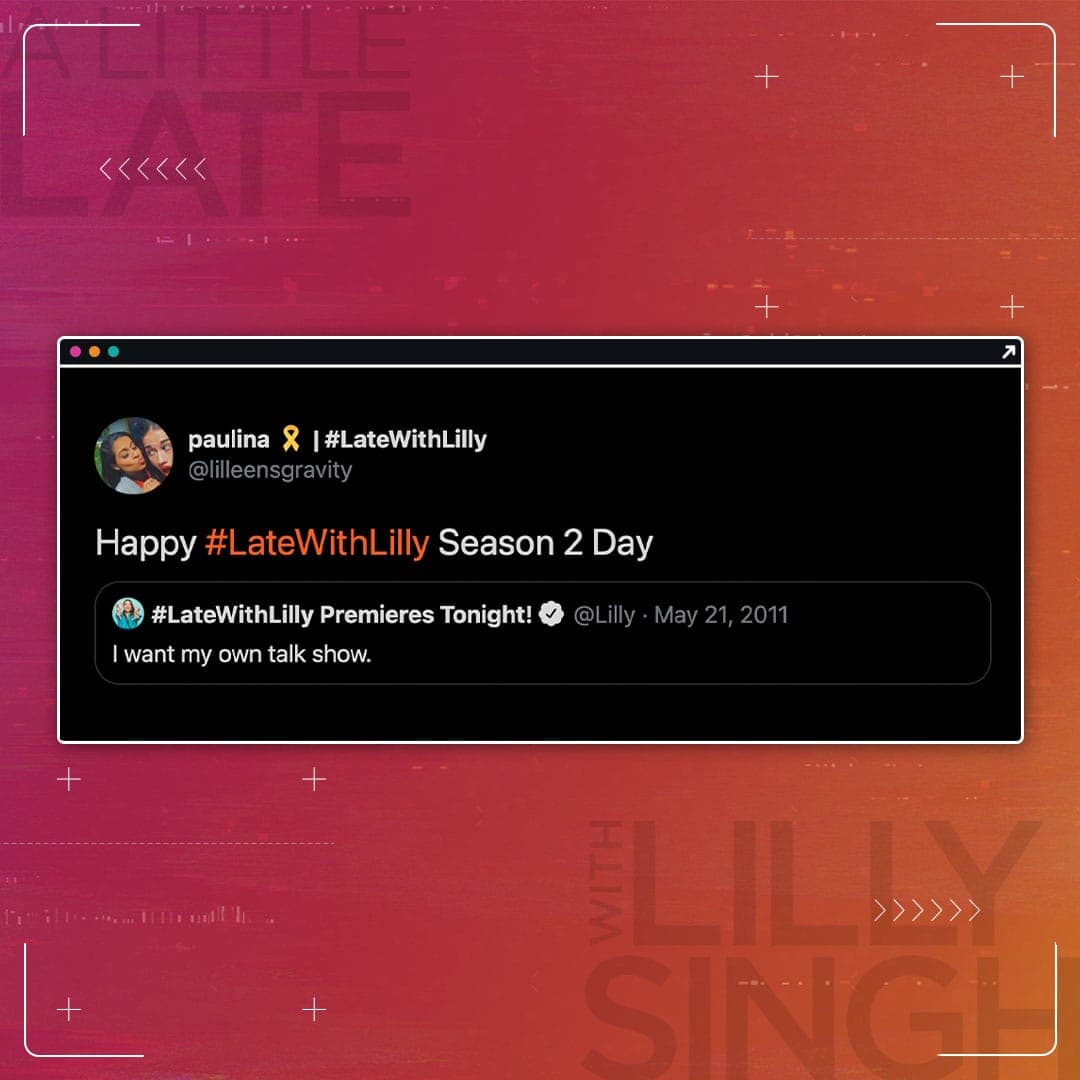 A LITTLE
LATE
<<<<<<
paulina 🎗 | #LateWithLilly
@lilleensgravity
Happy #LateWithLilly Season 2 Day
#LateWithLilly Premieres Tonight! @Lilly · May 21, 2011
I want my own talk show.
WITH
LILLY
>>>>>>
SINGH